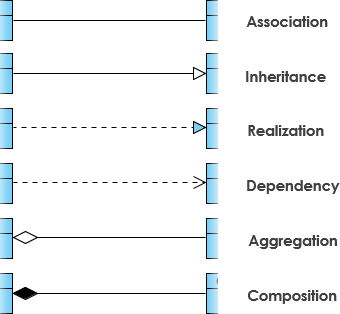 Association
Inheritance
Realization
Dependency
Aggregation
Composition